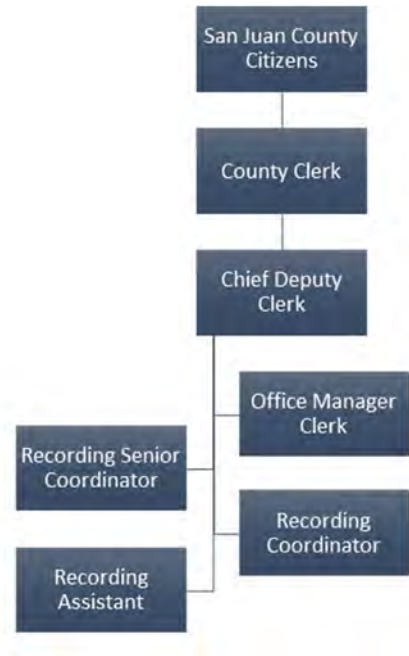 San Juan County
Citizens
County Clerk
Chief Deputy
Clerk
Office Manager
Clerk
Recording Senior
Coordinator
Recording
Coordinator
Recording
Assistant